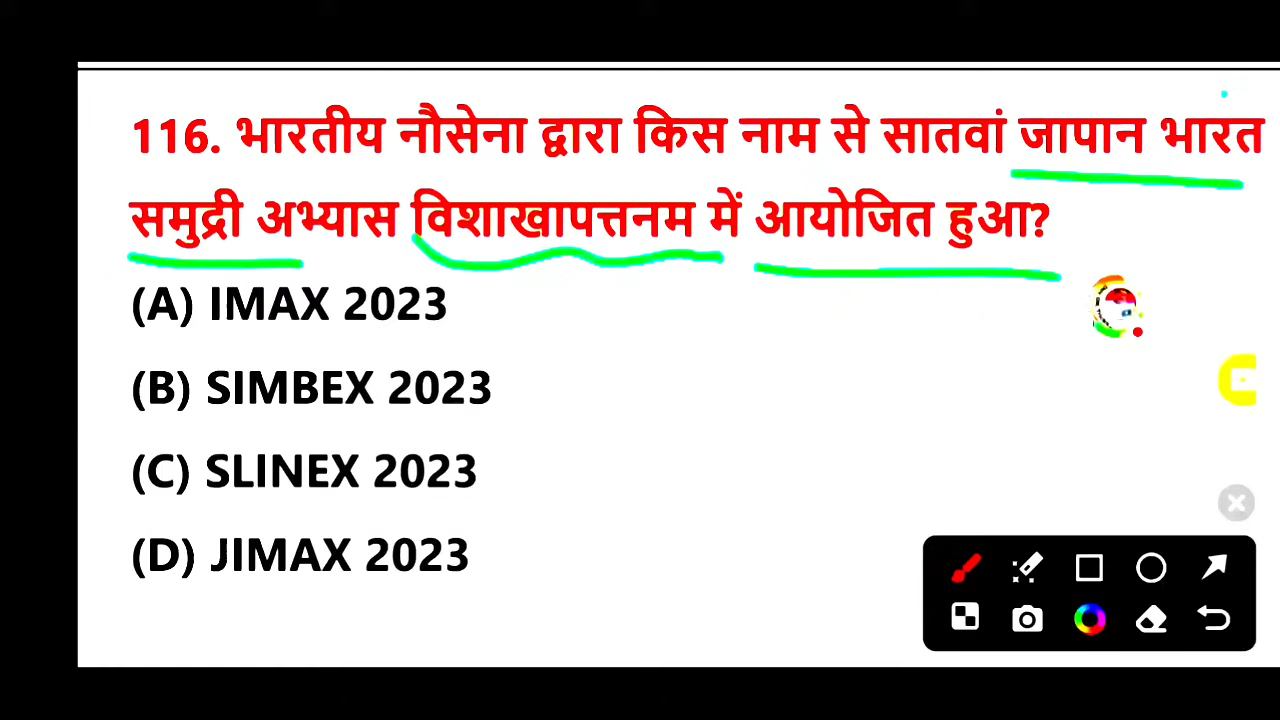 116. भारतीय नौसेना द्वारा किस नाम से सातवां जापान भारत
समुद्री अभ्यास विशाखापत्तनम में आयोजित हुआ?
(A) IMAX 2023
(B) SIMBEX 2023
(C) SLINEX 2023
(D) JIMAX 2023